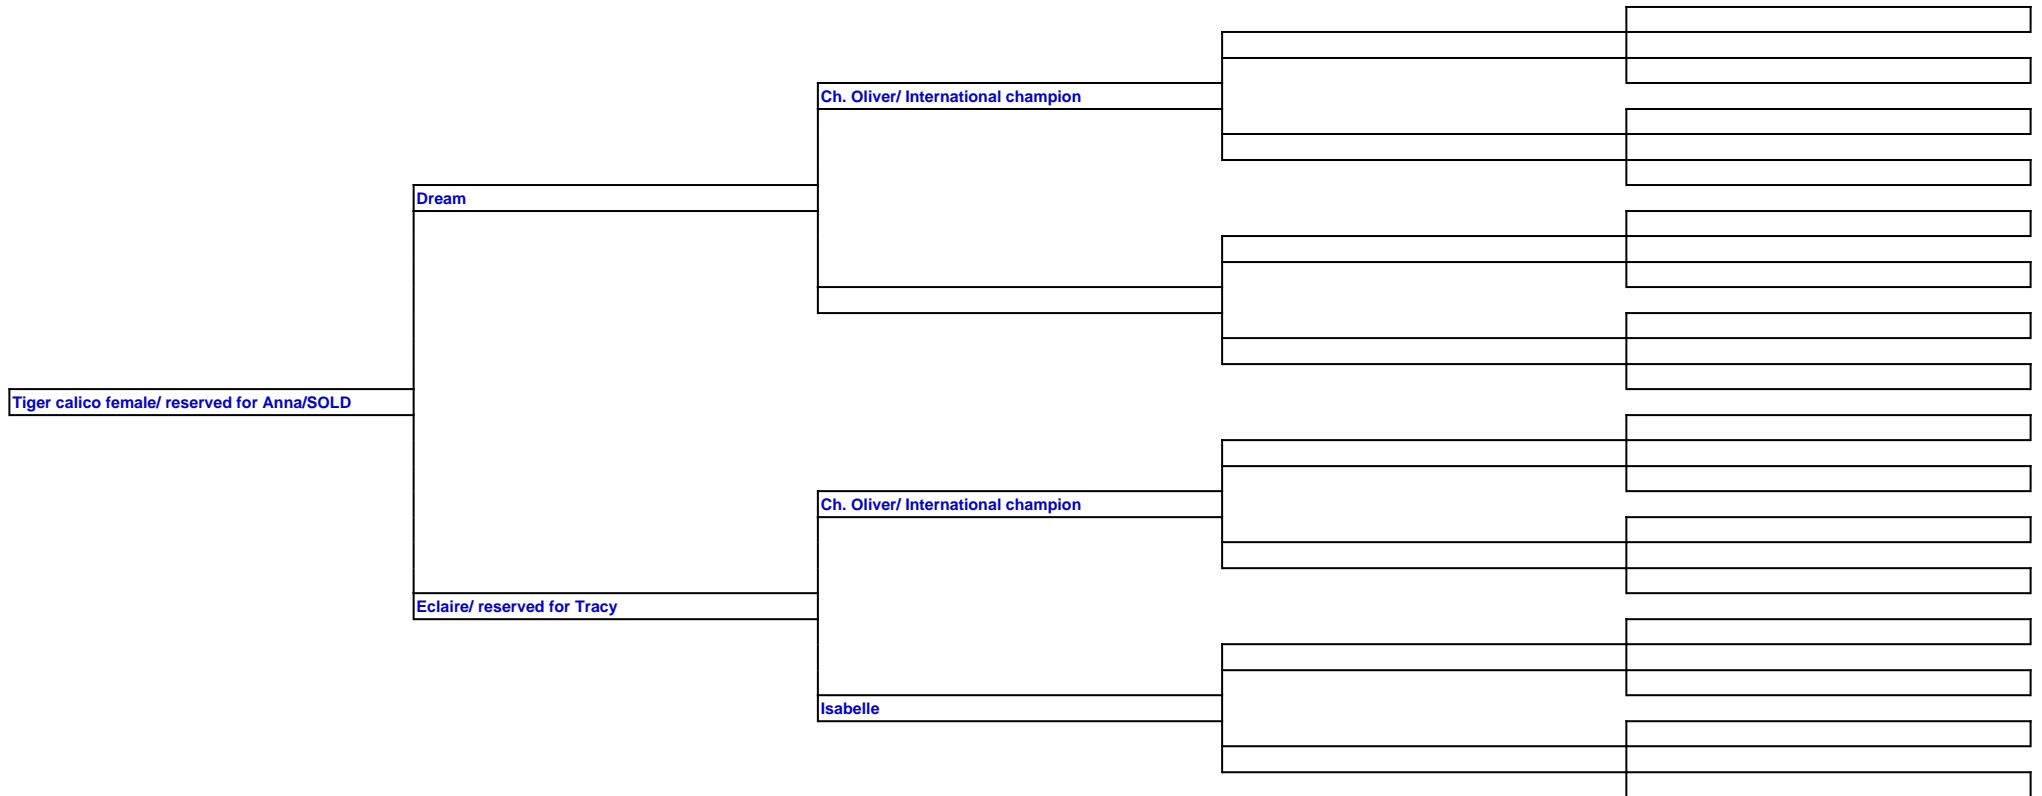 Ch. Oliver/ International champion
Dream
Tiger calico female/ reserved for Anna/SOLD
Ch. Oliver/ International champion
Eclaire/ reserved for Tracy
Isabelle